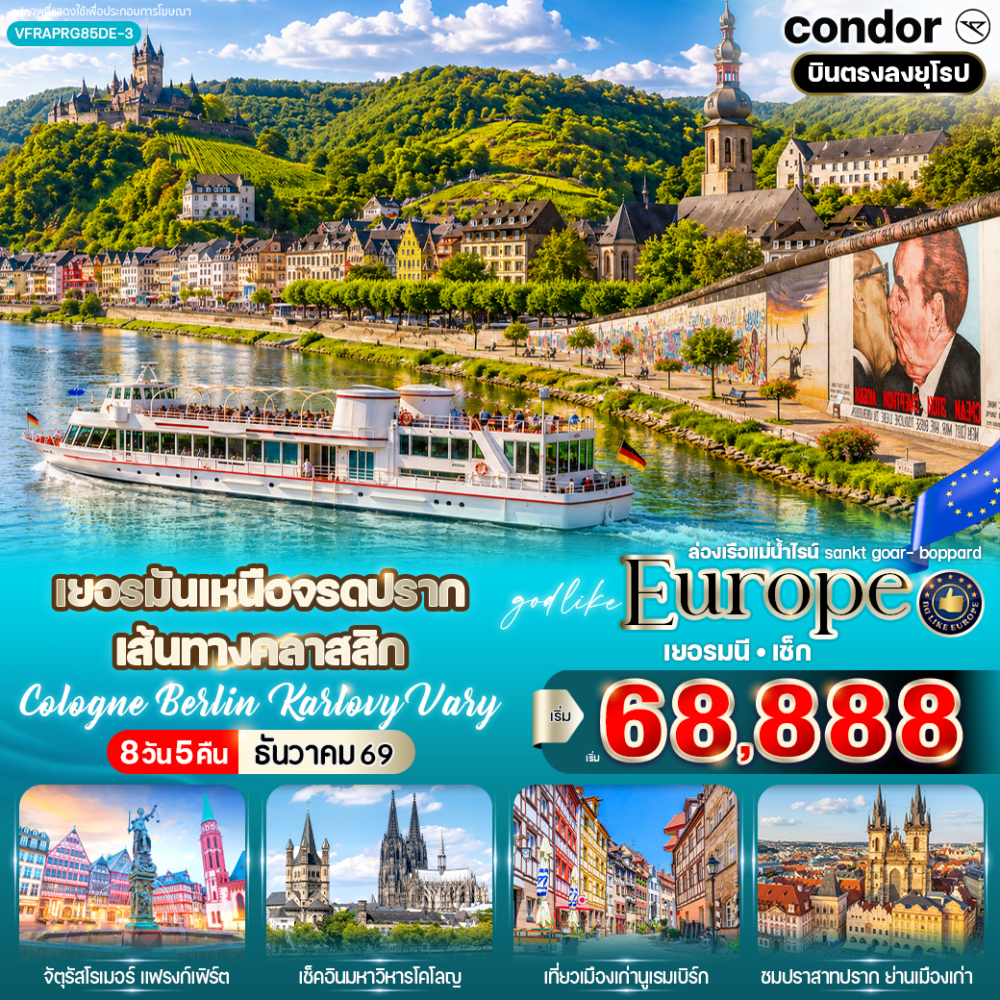 ภาพที่แสดงใช้เพื่อประกอบการโฆษณา
VFRAPRG85DE-3
condor
บินตรงลงยุโรป
ล่องเรือแม่น้ำไรน์ sankt goar- boppard
เยอรมันเหนือจรดปราก
เส้นทางคลาสสิก
Cologne Berlin Karlovy Vary
8 วัน 5 คืน ธันวาคม 69
godlike Europe
เยอรมนี • เช็ก
เริ่ม 68,888
เริ่ม
จัตุรัสโรเมอร์ แฟรงก์เฟิร์ต
เช็คอินมหาวิหารโคโลญ
เที่ยวเมืองเก่านูเรมเบิร์ก
ชมปราสาทปราก ย่านเมืองเก่า